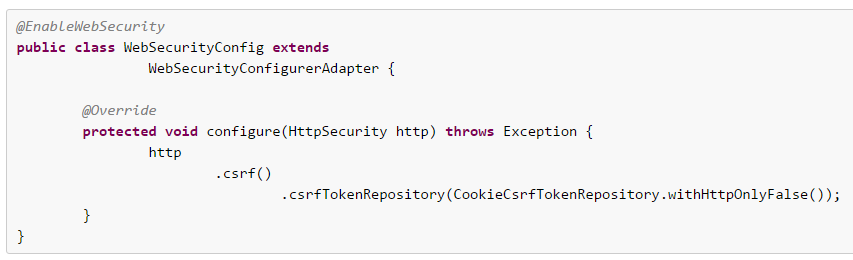 @EnableWebSecurity
public class WebSecurityConfig extends
WebSecurityConfigurerAdapter {
@Override
protected void configure(HttpSecurity http) throws Exception {
http
.csrf()
.csrfTokenRepository(CookieCsrfTokenRepository.withHttpOnlyFalse());
}
}